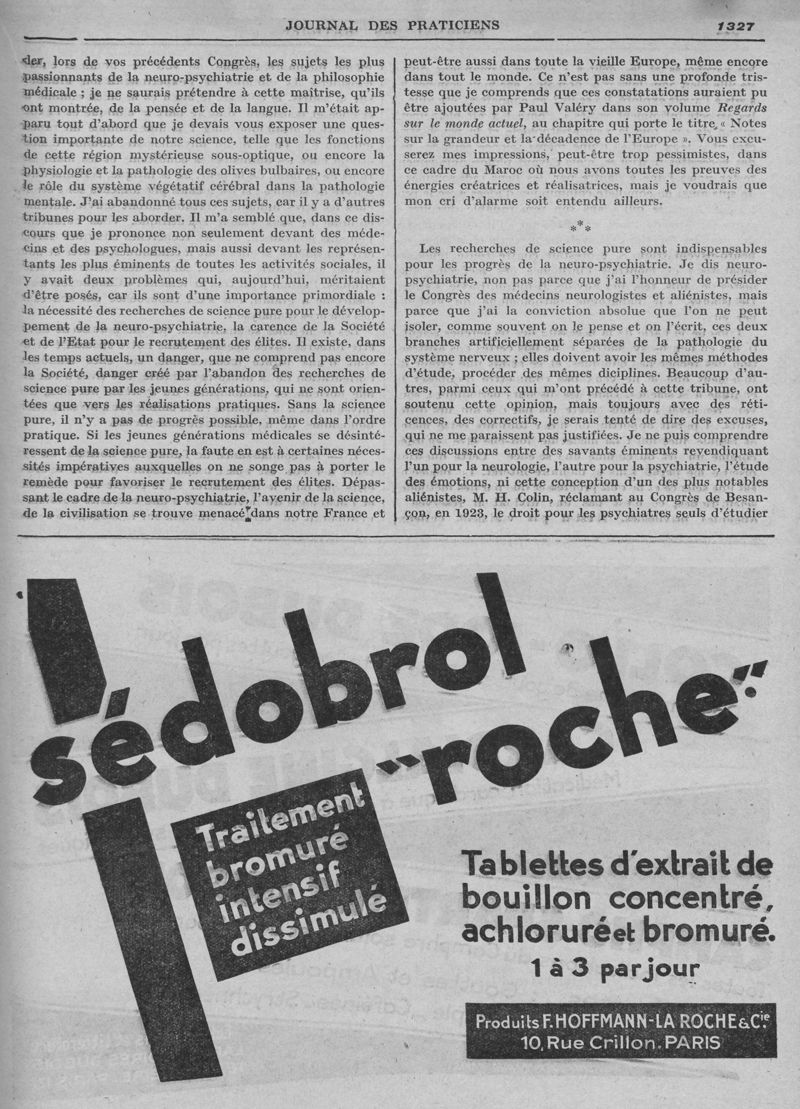 JOURNAL DES PRATICIENS
1327
der, lors de vos précédents Congrès, les sujets les plus
passionnants de la neuro-psychiatrie et de la philosophie
médicale ; je ne saurais prétendre à cette maîtrise, qu'ils
ont montrée, de la pensée et de la langue. Il m'était ap-
paru tout d'abord que je devais vous exposer une ques-
tion importante de notre science, telle que les fonctions
de cette région mystérieuse sous-optique, ou encore la
physiologie et la pathologie des olives bulbaires, ou encore
le rôle du système végétatif cérébral dans la pathologie
mentale. J'ai abandonné tous ces sujets, car il y a d'autres
tribunes pour les aborder. Il m'a semblé que, dans ce dis-
cours que je prononce non seulement devant des méde-
cins et des psychologues, mais aussi devant les représen-
tants les plus éminents de toutes les activités sociales, il
y avait deux problèmes qui, aujourd'hui, méritaient
d'être posés, car ils sont d'une importance primordiale :
la nécessité des recherches de science pure pour le dévelop-
pement de la neuro-psychiatrie, la carence de la Société
et de l'Etat pour le recrutement des élites. Il existe, dans
les temps actuels, un danger, que ne comprend pas encore
la Société, danger créé par l'abandon des recherches de
science pure par les jeunes générations, qui ne sont orien-
tées que vers les réalisations pratiques. Sans la science
pure, il n'y a pas de progrès possible, même dans l'ordre
pratique. Si les jeunes générations médicales se désinté-
ressent de la science pure, la faute en est à certaines néces-
sités impératives auxquelles on ne songe pas à porter le
remède pour favoriser le recrutement des élites. Dépas-
sant le cadre de la neuro-psychiatrie, l'avenir de la science,
de la civilisation se trouve menacé dans notre France et
peut-être aussi dans toute la vieille Europe, même encore
dans tout le monde. Ce n'est pas sans une profonde tris-
tesse que je comprends que ces constatations auraient pu
être ajoutées par Paul Valéry dans son volume Regards
sur le monde actuel, au chapitre qui porte le titre « Notes
sur la grandeur et la décadence de l'Europe ». Vous excu-
serez mes impressions, peut-être trop pessimistes, dans
ce cadre du Maroc où nous avons toutes les preuves des
énergies créatrices et réalisatrices, mais je voudrais que
mon cri d'alarme soit entendu ailleurs.
***
Les recherches de science pure sont indispensables
pour les progrès de la neuro-psychiatrie. Je dis neuro-
psychiatrie, non pas parce que j'ai l'honneur de présider
le Congrès des médecins neurologistes et aliénistes, mais
parce que j'ai la conviction absolue que l'on ne peut
isoler, comme souvent on le pense et on l'écrit, ces deux
branches artificiellement séparées de la pathologie du
système nerveux ; elles doivent avoir les mêmes méthodes
d'étude, procéder des mêmes diciplines. Beaucoup d'au-
tres, parmi ceux qui m'ont précédé à cette tribune, ont
soutenu cette opinion, mais toujours avec des réti-
cences, des correctifs, je serais tenté de dire des excuses,
qui ne me paraissent pas justifiées. Je ne puis comprendre
ces discussions entre des savants éminents revendiquant
l'un pour la neurologie, l'autre pour la psychiatrie, l'étude
des émotions, ni cette conception d'un des plus notables
aliénistes, M. H. Colin, réclamant au Congrès de Besan-
çon, en 1923, le droit pour les psychiatres seuls d'étudier
sédobrol
"roche"
Traitement
bromuré
intensif
dissimulé
Tablettes d'extrait de
bouillon concentré,
achloruré et bromuré.
1 à 3 par jour
Produits F. HOFFMANN-LA ROCHE & Cie.
10, Rue Crillon. PARIS